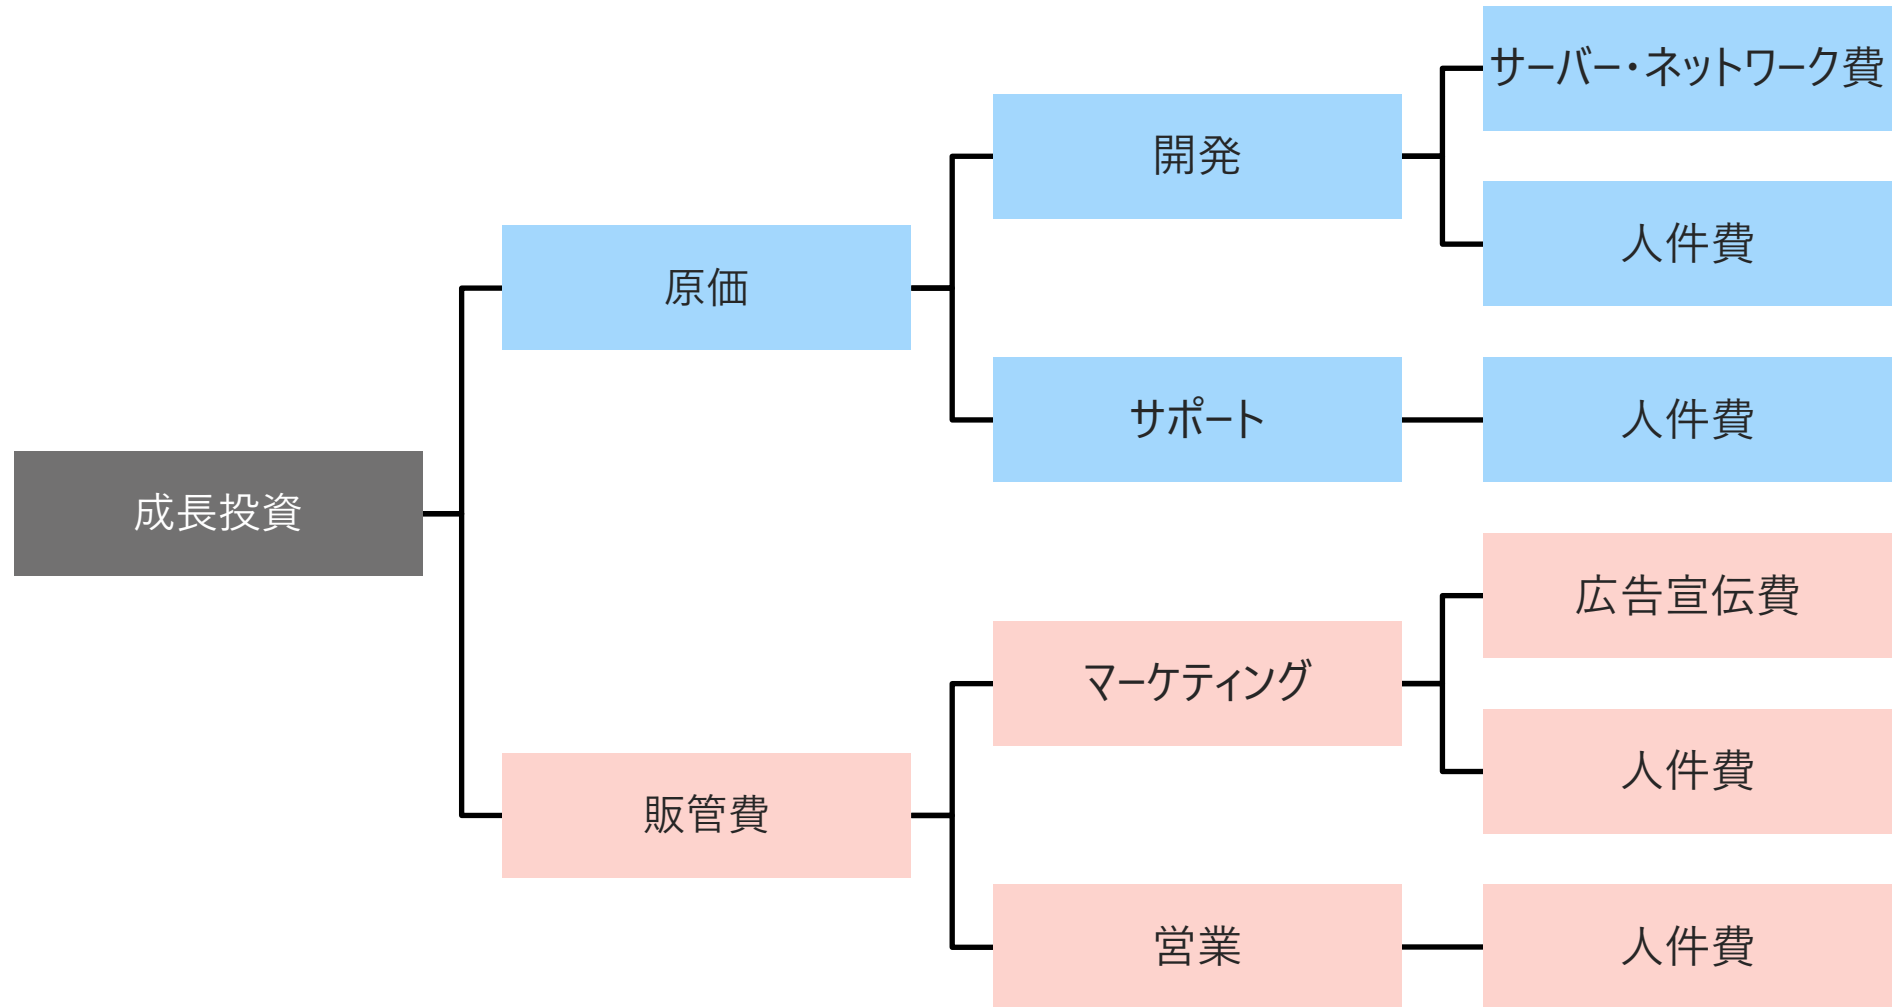 成長投資
原価
開発
サーバー・ネットワーク費
人件費
サポート
人件費
販管費
マーケティング
広告宣伝費
人件費
営業
人件費